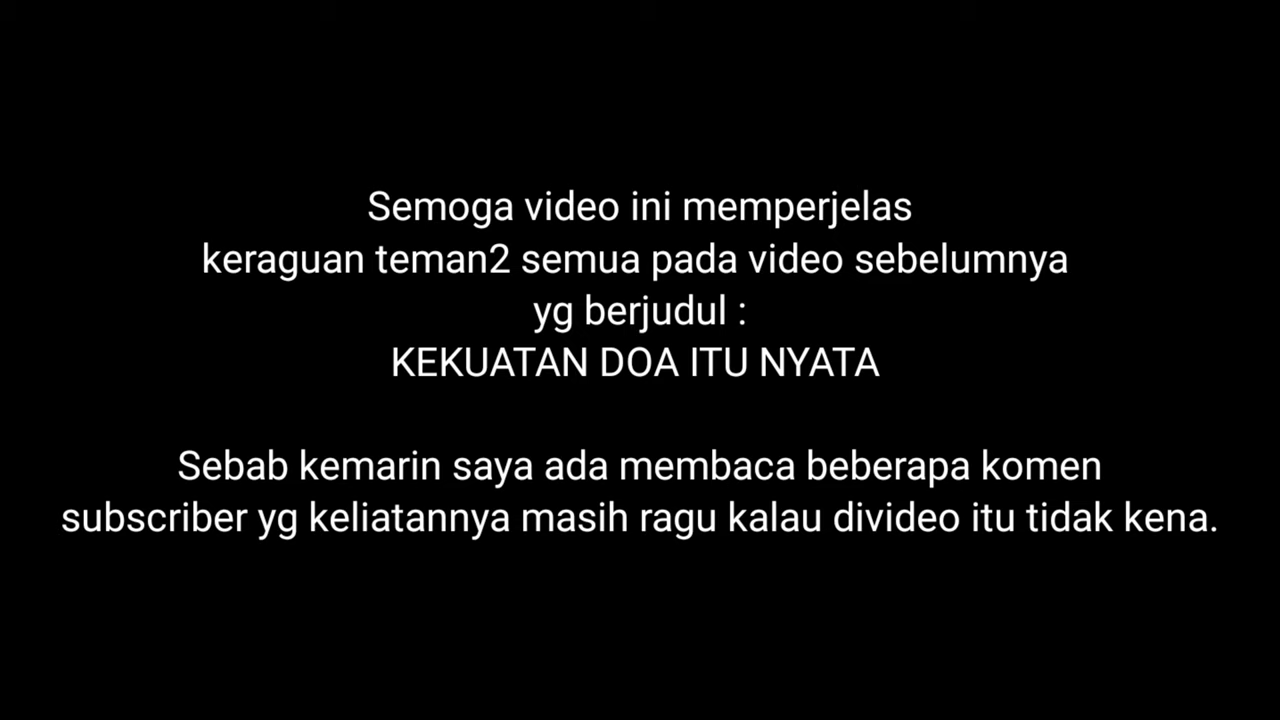 Semoga video ini memperjelas
keraguan teman2 semua pada video sebelumnya
yg berjudul :
KEKUATAN DOA ITU NYATA
Sebab kemarin saya ada membaca beberapa komen
subscriber yg keliatannya masih ragu kalau divideo itu tidak kena.